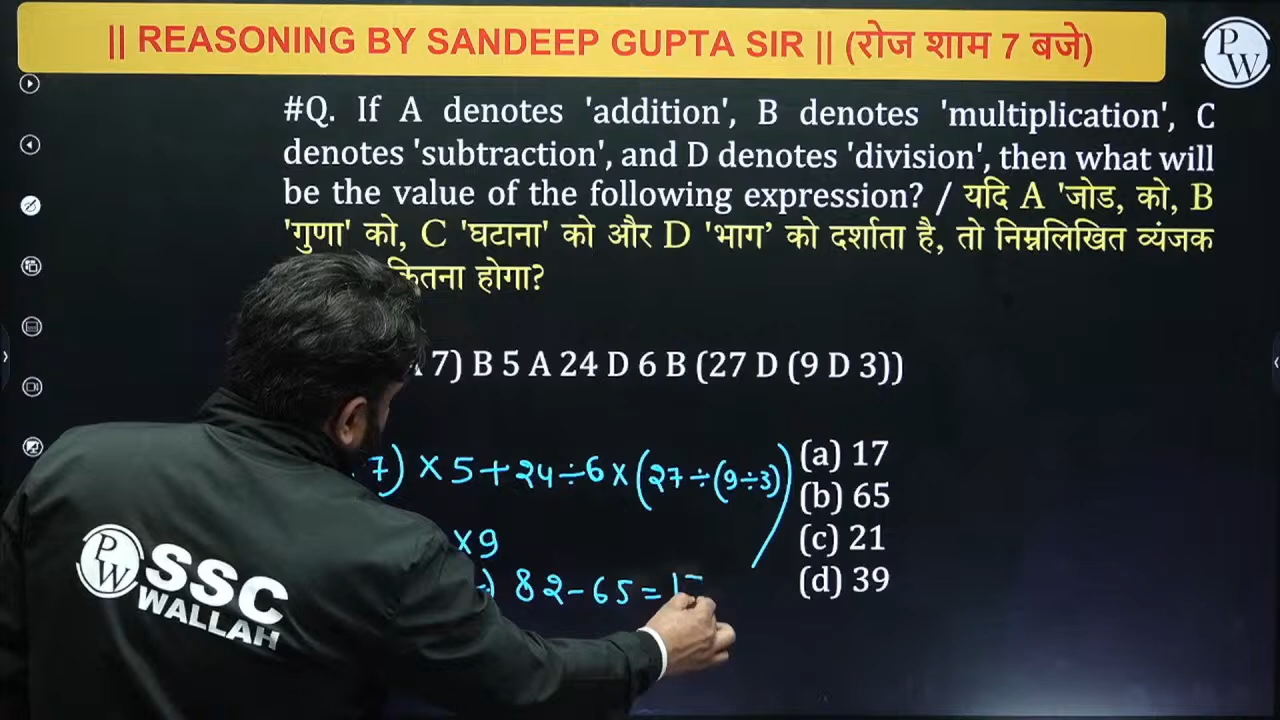 || REASONING BY SANDEEP GUPTA SIR || (रोज शाम 7 बजे)
PW
#Q. If A denotes 'addition', B denotes 'multiplication', C
denotes 'subtraction', and D denotes 'division', then what will
be the value of the following expression? / यदि A 'जोड, को, B
'गुणा' को, C 'घटाना' को और D 'भाग’ को दर्शाता है, तो निम्नलिखित व्यंजक
कितना होगा?
7) B 5 A 24 D 6 B (27 D (9 D 3))
7) × 5 + 24 ÷ 6 × (27 ÷ (9 ÷ 3))
× 9
82 - 65 = 17
(a) 17
(b) 65
(c) 21
(d) 39
PW SSC
WALLAH